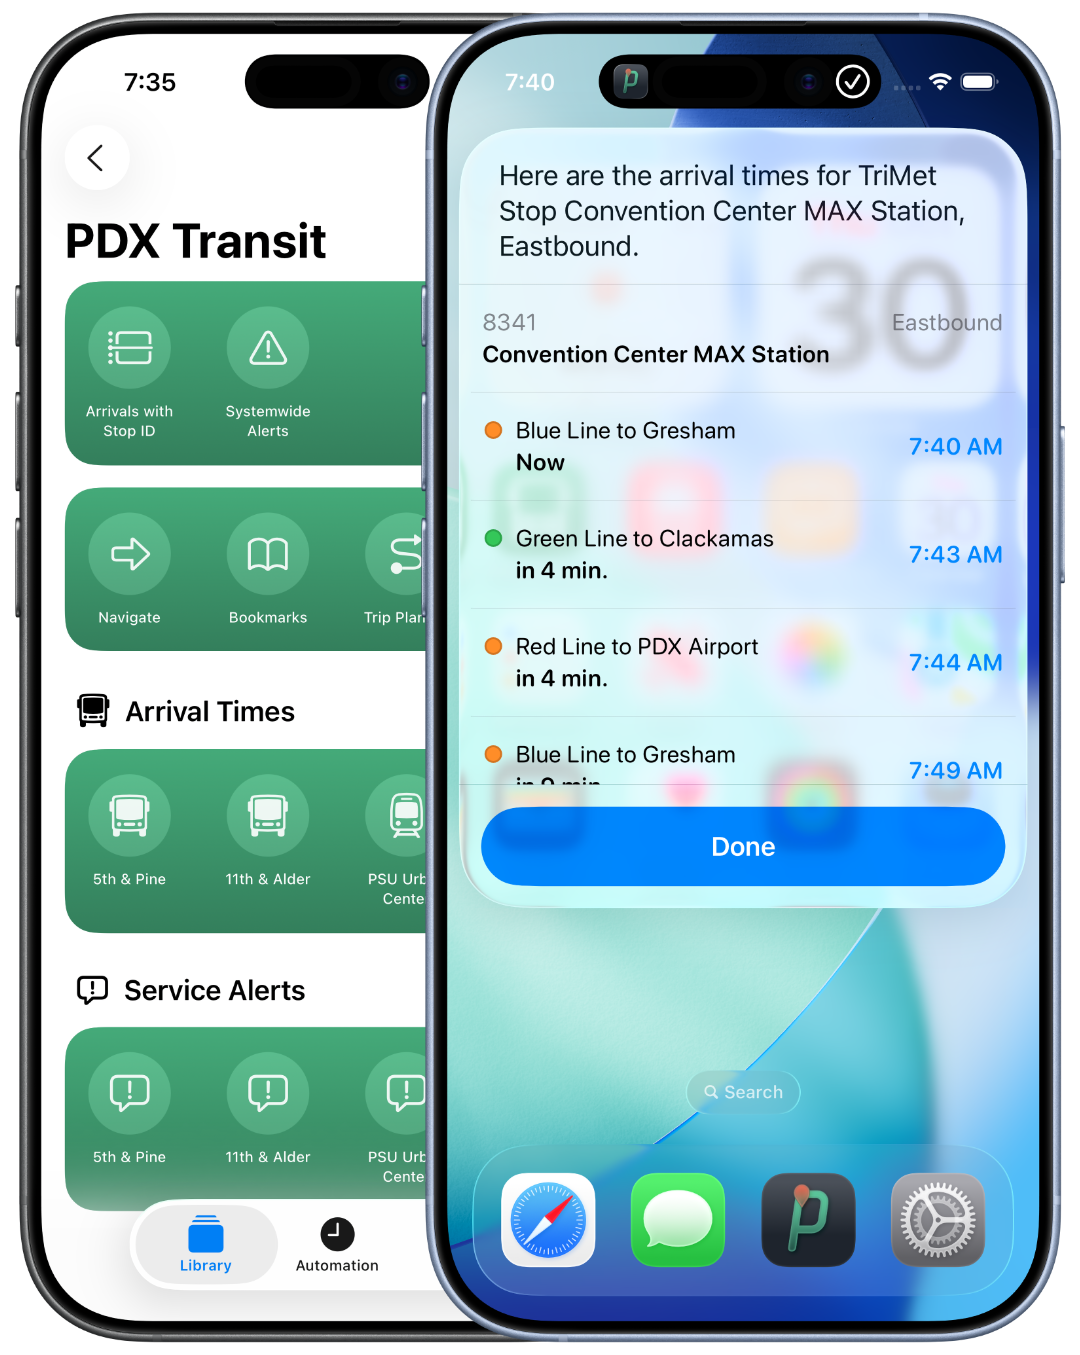 7:35
PDX Transit
Arrivals with
Stop ID
Systemwide
Alerts
Navigate
Bookmarks
Trip Plan
Arrival Times
5th & Pine
11th & Alder
PSU Urb
Cente
Service Alerts
5th & Pine
11th & Alder
PSU Urb
Cente
Library
Automation
7:40
Here are the arrival times for TriMet
Stop Convention Center MAX Station,
Eastbound.
30
8341
Eastbound
Convention Center MAX Station
Blue Line to Gresham
Now
7:40 AM
Green Line to Clackamas
in 4 min.
7:43 AM
Red Line to PDX Airport
in 4 min.
7:44 AM
Blue Line to Gresham
in 9 min.
7:49 AM
Done
Search